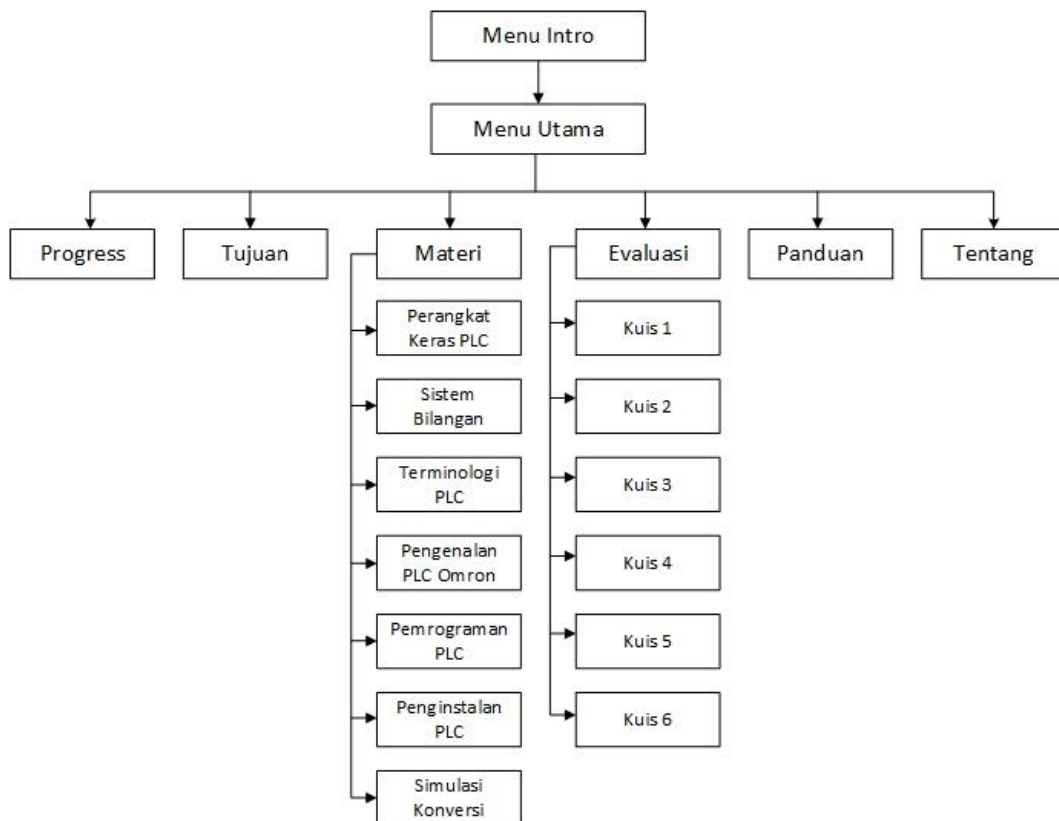 Menu Intro
Menu Utama
Progress
Tujuan
Materi
Evaluasi
Panduan
Tentang
Perangkat
Keras PLC
Sistem
Bilangan
Terminologi
PLC
Pengenalan
PLC Omron
Pemrograman
PLC
Penginstalan
PLC
Simulasi
Konversi
Kuis 1
Kuis 2
Kuis 3
Kuis 4
Kuis 5
Kuis 6